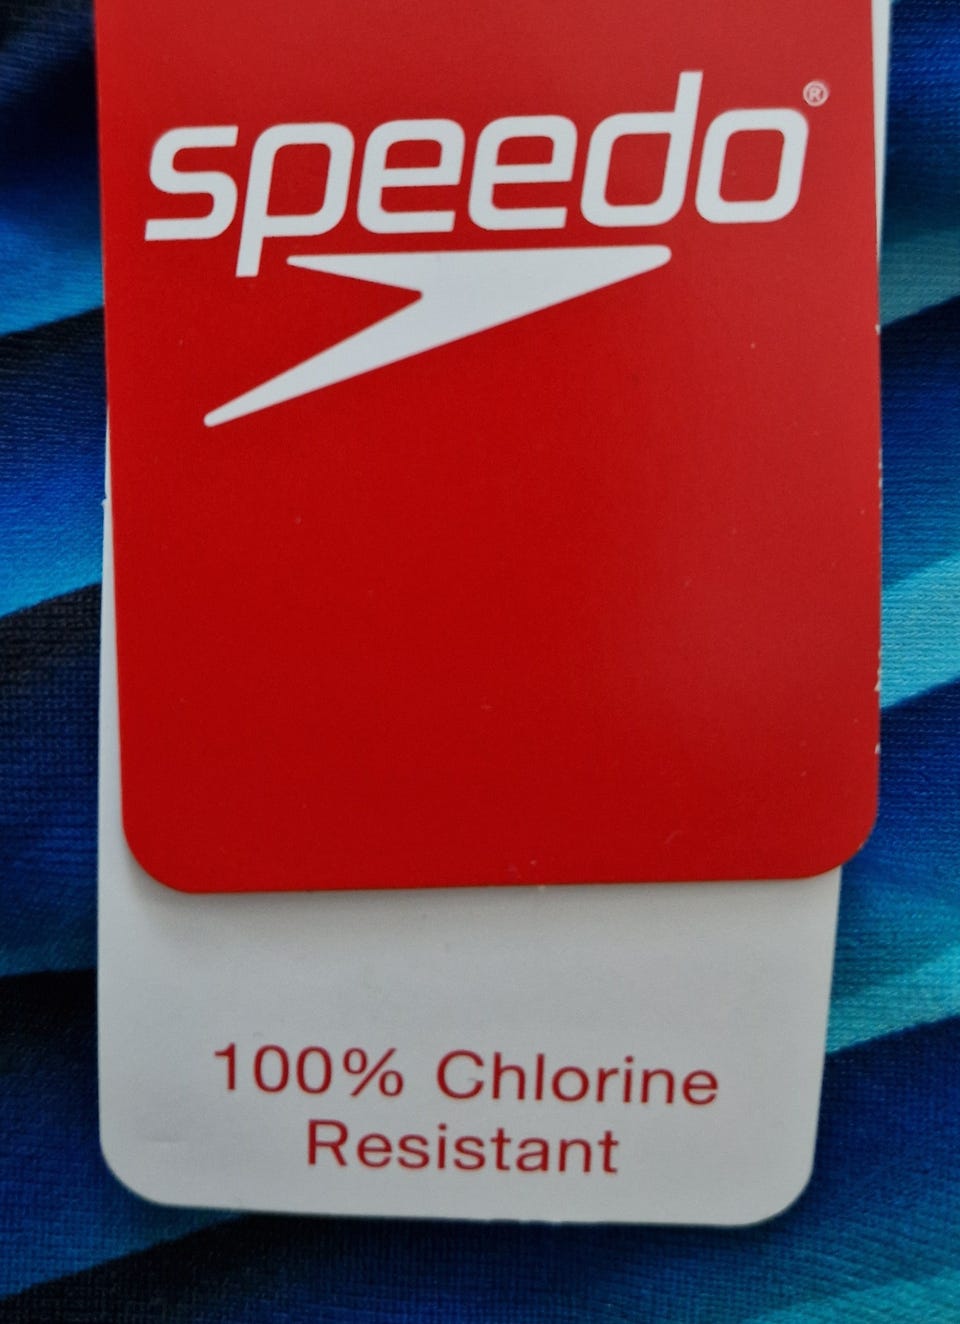 speedo®
100% Chlorine
Resistant